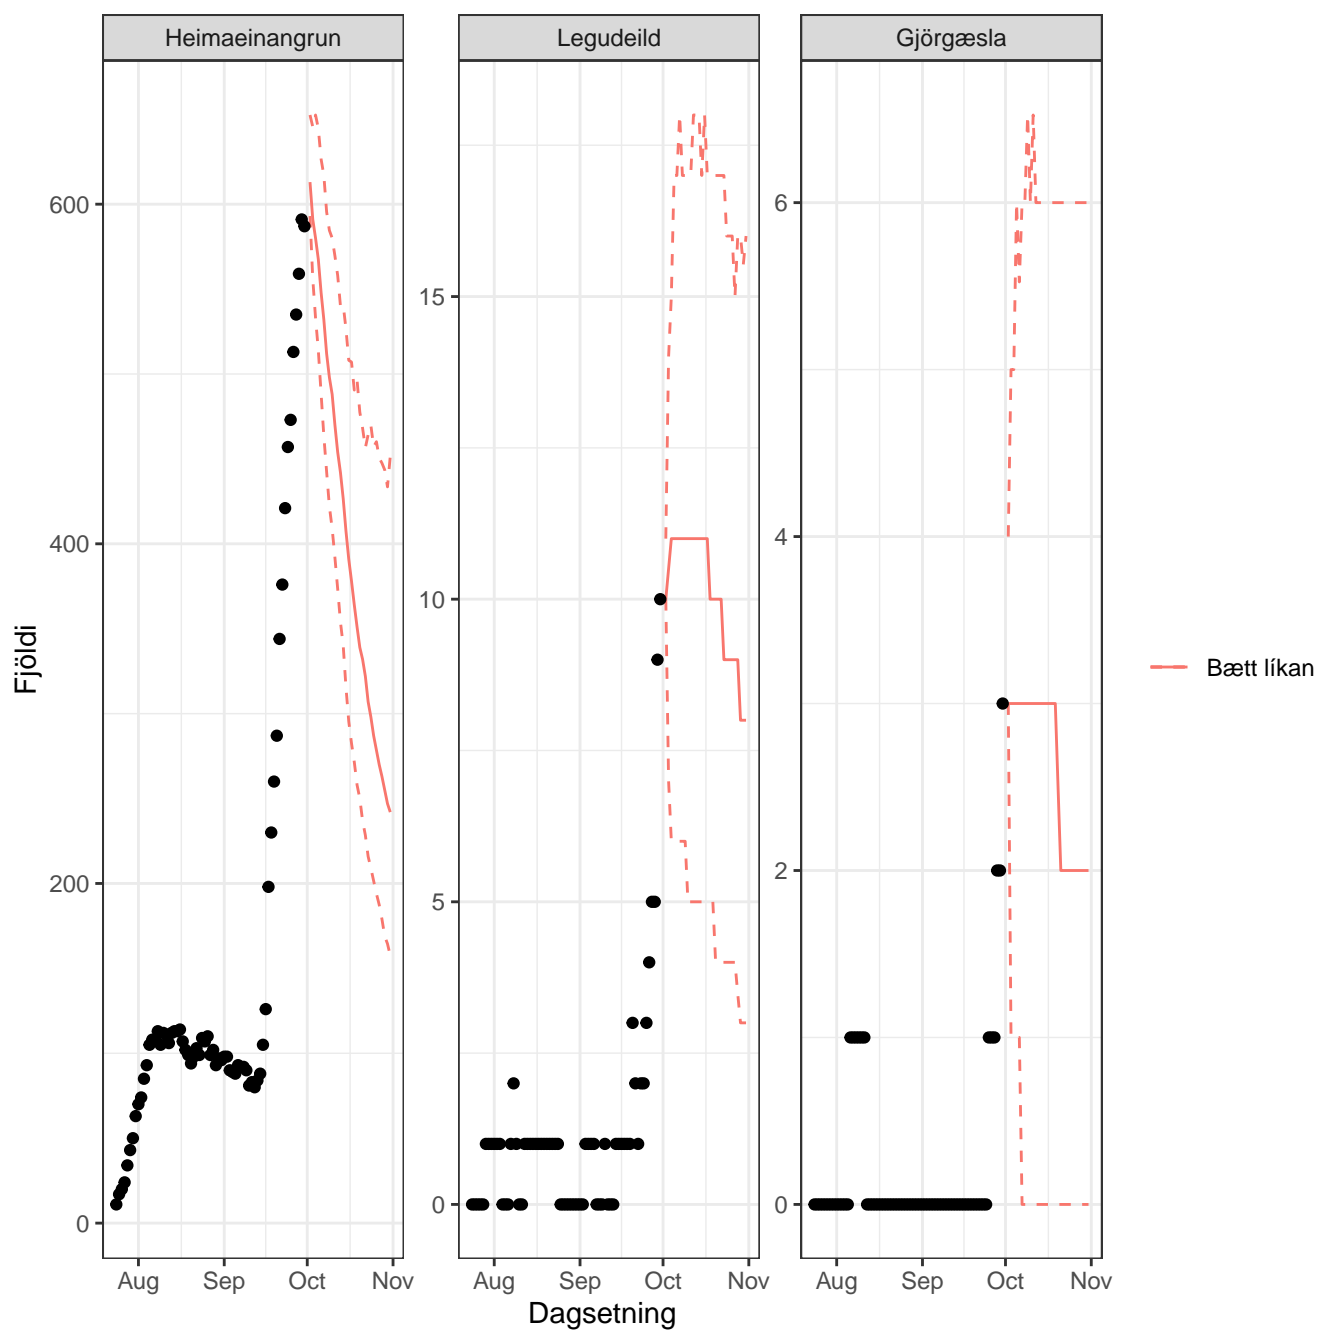 Heimaeinangrun
Legudeild
Gjörgæsla
Fjöldi
600
400
200
0
15
10
5
0
6
4
2
0
Aug Sep Oct Nov
Aug Sep Oct Nov
Aug Sep Oct Nov
Dagsetning
Bætt líkan